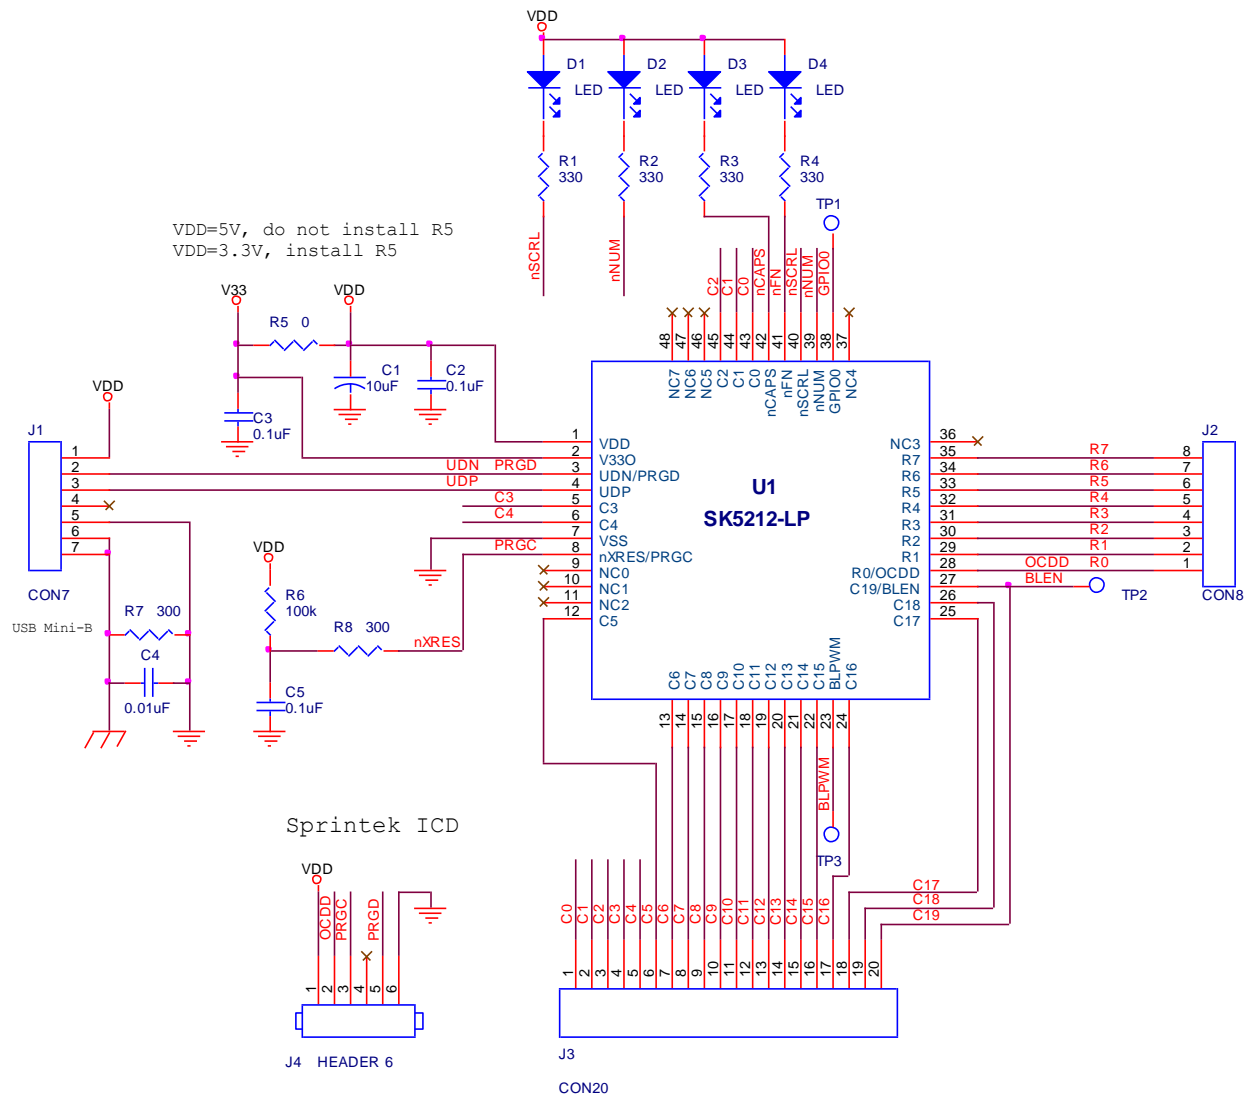 VDD
D1
LED
D2
LED
D3
LED
D4
LED
R1
330
R2
330
R3
330
R4
330
TP1
nSCRL
nNUM
C2
C1
C0
nCAPS
nFN
nSCRL
nNUM
GPIO0
VDD=5V, do not install R5
VDD=3.3V, install R5
V33
VDD
R5 0
C1
10uF
C2
0.1uF
C3
0.1uF
VDD
J1
1
2
3
4
5
6
7
CON7
USB Mini-B
UDN PRGD
UDP
C3
C4
PRGC
VDD
R6
100k
R7 300
R8 300
nXRES
C4
0.01uF
C5
0.1uF
48
47
46
45
44
43
42
41
40
39
38
37
NC7
NC6
NC5
C2
C1
C0
nCAPS
nFN
nSCRL
nNUM
GPIO0
NC4
1 VDD
2 V33O
3 UDN/PRGD
4 UDP
5 C3
6 C4
7 VSS
8 nXRES/PRGC
9 NC0
10 NC1
11 NC2
12 C5
U1
SK5212-LP
NC3 36
R7 35
R6 34
R5 33
R4 32
R3 31
R2 30
R1 29
R0/OCDD 28
C19/BLEN 27
C18 26
C17 25
C6
C7
C8
C9
C10
C11
C12
C13
C14
C15
BLPWM
C16
13
14
15
16
17
18
19
20
21
22
23
24
J2
R7 8
R6 7
R5 6
R4 5
R3 4
R2 3
R1 2
OCDD R0 1
BLEN
TP2
CON8
BLPWM
TP3
C17
C18
C19
Sprintek ICD
VDD
OCDD
PRGC
PRGD
1
2
3
4
5
6
J4 HEADER 6
C0
C1
C2
C3
C4
C5
C6
C7
C8
C9
C10
C11
C12
C13
C14
C15
C16
1
2
3
4
5
6
7
8
9
10
11
12
13
14
15
16
17
18
19
20
J3
CON20